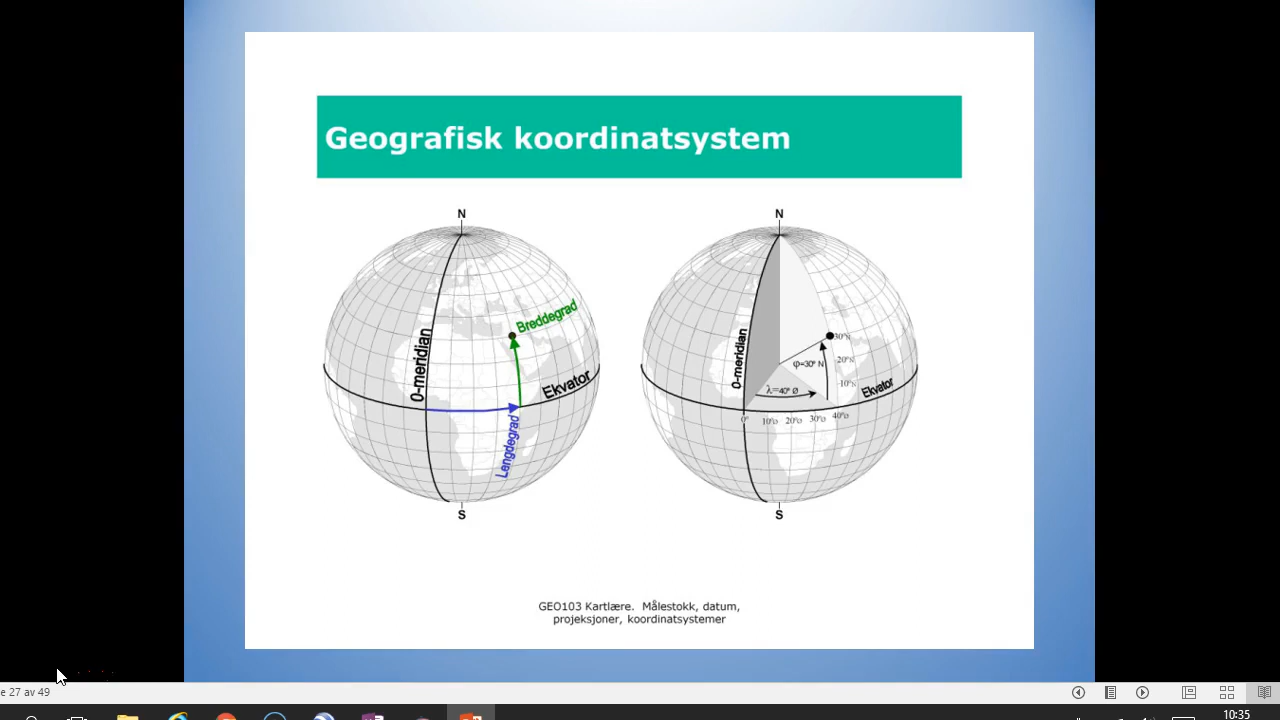 Geografisk koordinatsystem
N
Breddegrad
0-meridian
Ekvator
Lengdegrad
S
N
0-meridian
30°N
20°N
φ=30° N
10°N
λ=40° Ø
Ekvator
0° 10°Ø 20°Ø 30°Ø 40°Ø
S
GEO103 Kartlære. Målestokk, datum,
projeksjoner, koordinatsystemer
e 27 av 49
10:35